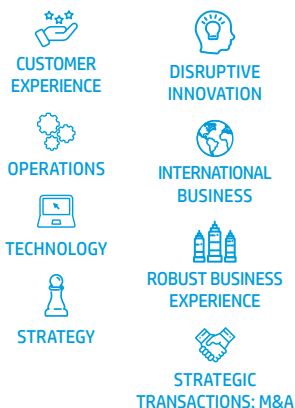 CUSTOMER
EXPERIENCE
OPERATIONS
TECHNOLOGY
STRATEGY
DISRUPTIVE
INNOVATION
INTERNATIONAL
BUSINESS
ROBUST BUSINESS
EXPERIENCE
STRATEGIC
TRANSACTIONS: M&A